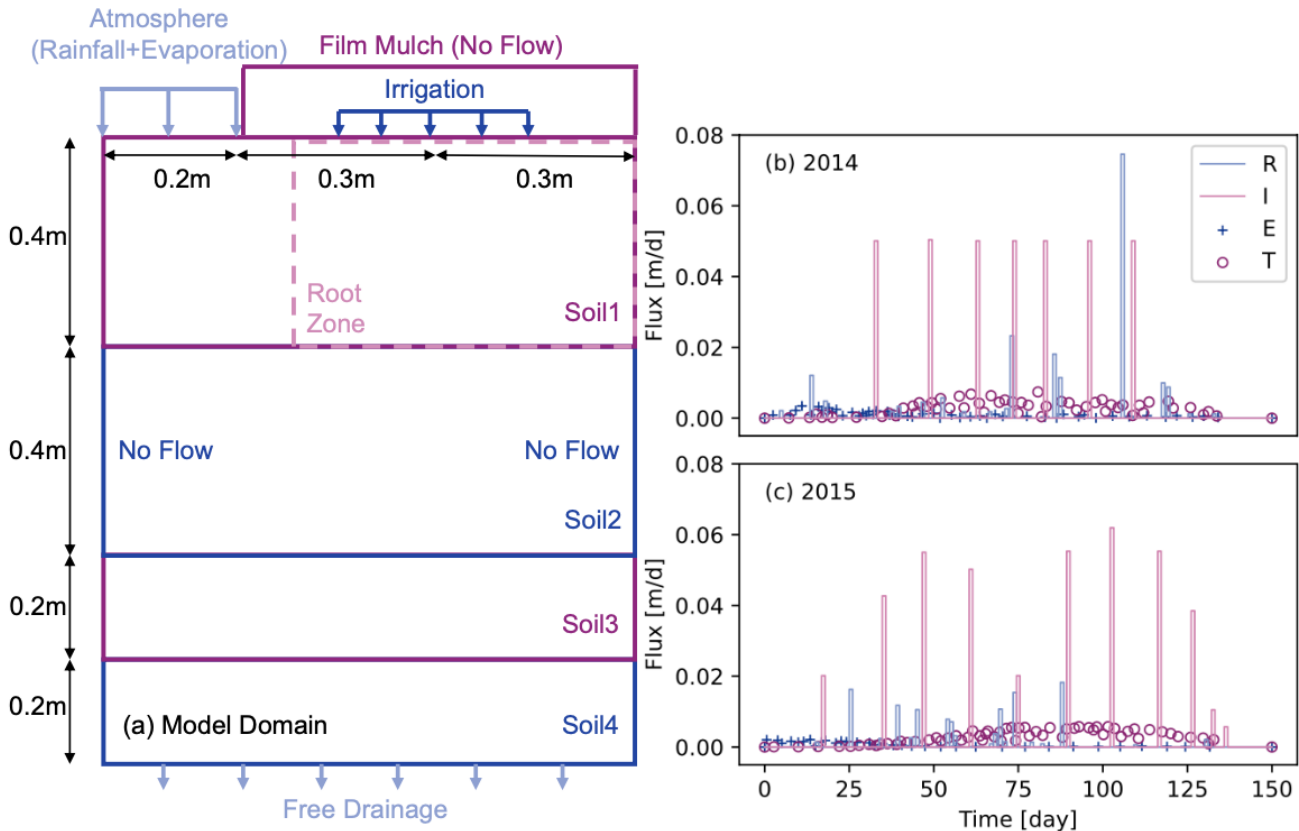 Atmosphere
(Rainfall+Evaporation)
Film Mulch (No Flow)
Irrigation
0.2m
0.3m
0.3m
0.4m
Root
Zone
Soil1
0.4m
No Flow
No Flow
Soil2
0.2m
Soil3
0.2m
(a) Model Domain
Soil4
Free Drainage
(b) 2014
R
I
E
T
Flux [m/d]
0.08
0.06
0.04
0.02
0.00
(c) 2015
Flux [m/d]
0.08
0.06
0.04
0.02
0.00
0
25
50
75
100
125
150
Time [day]